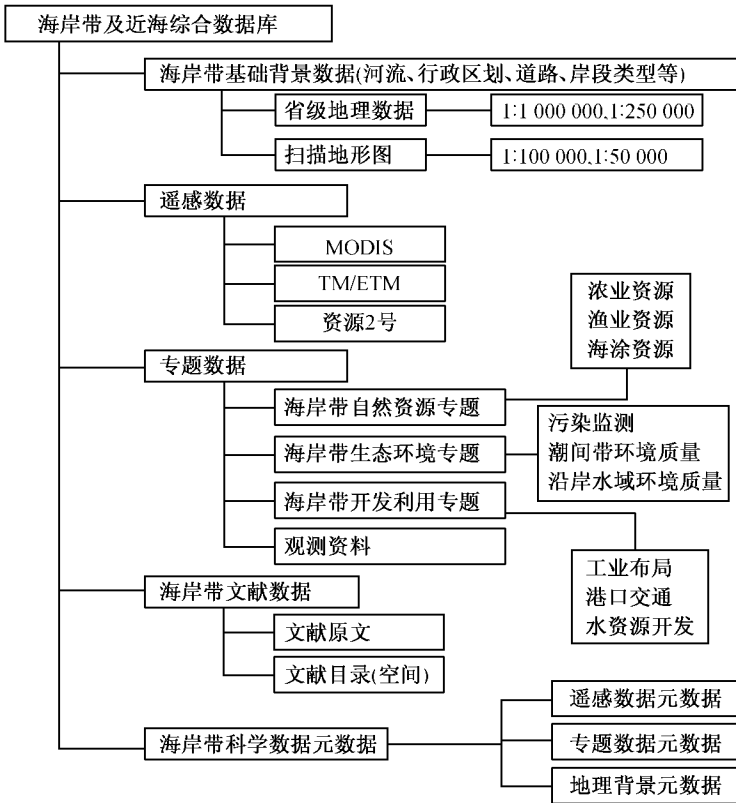 海岸带及近海综合数据库
海岸带基础背景数据(河流、行政区划、道路、岸段类型等)
省级地理数据
1:1 000 000,1:250 000
扫描地形图
1:100 000,1:50 000
遥感数据
MODIS
TM/ETM
资源2号
专题数据
海岸带自然资源专题
农业资源
渔业资源
海涂资源
海岸带生态环境专题
污染监测
潮间带环境质量
沿岸水域环境质量
海岸带开发利用专题
工业布局
港口交通
水资源开发
观测资料
海岸带文献数据
文献原文
文献目录(空间)
海岸带科学数据元数据
遥感数据元数据
专题数据元数据
地理背景元数据